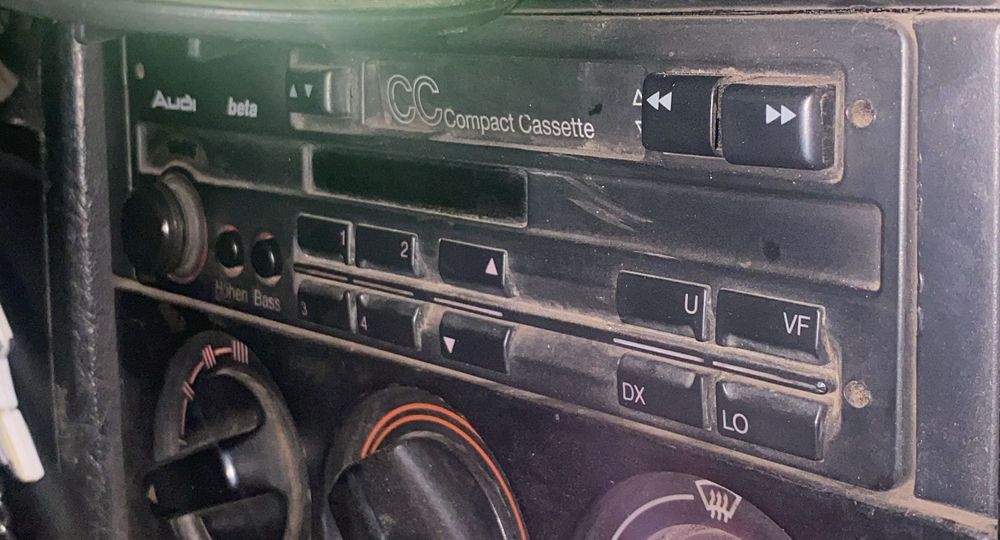 Audi beta
CC Compact Cassette
1 2
Höhen Bass
3 4
U VF
DX LO